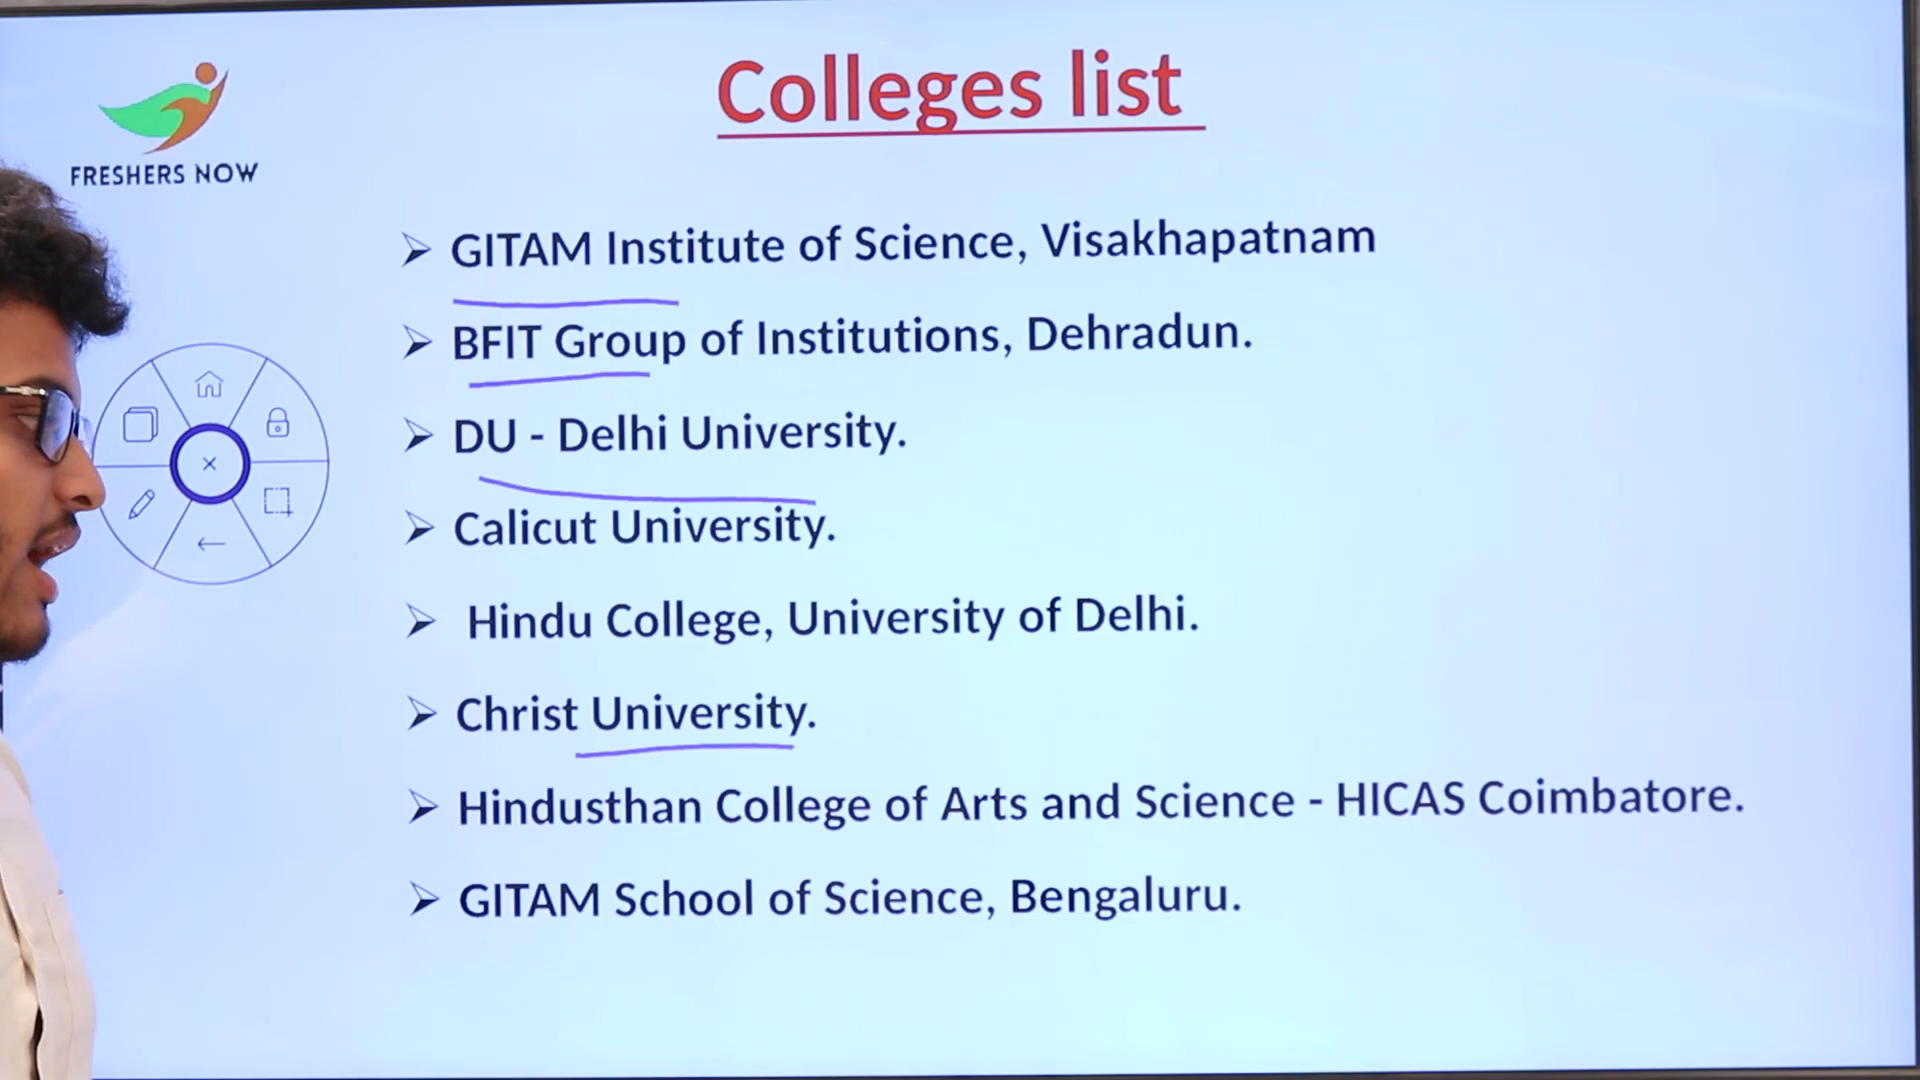 Colleges list
FRESHERS NOW
➢ GITAM Institute of Science, Visakhapatnam
➢ BFIT Group of Institutions, Dehradun.
➢ DU - Delhi University.
➢ Calicut University.
➢ Hindu College, University of Delhi.
➢ Christ University.
➢ Hindusthan College of Arts and Science - HICAS Coimbatore.
➢ GITAM School of Science, Bengaluru.